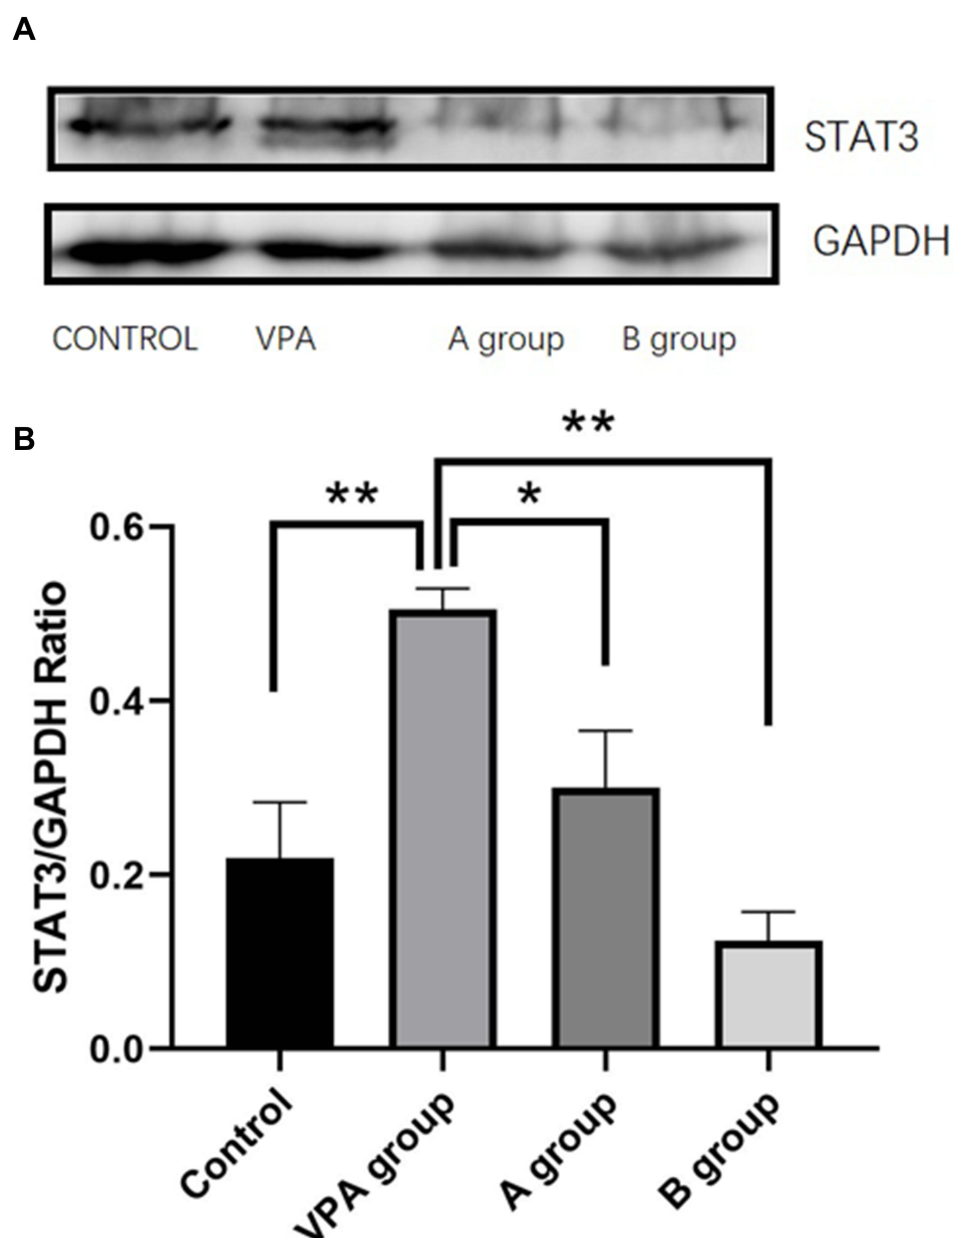 A
STAT3
GAPDH
CONTROL VPA A group B group
B
**
** *
0.6
0.4
0.2
0.0
STAT3/GAPDH Ratio
Control VPA group A group B group